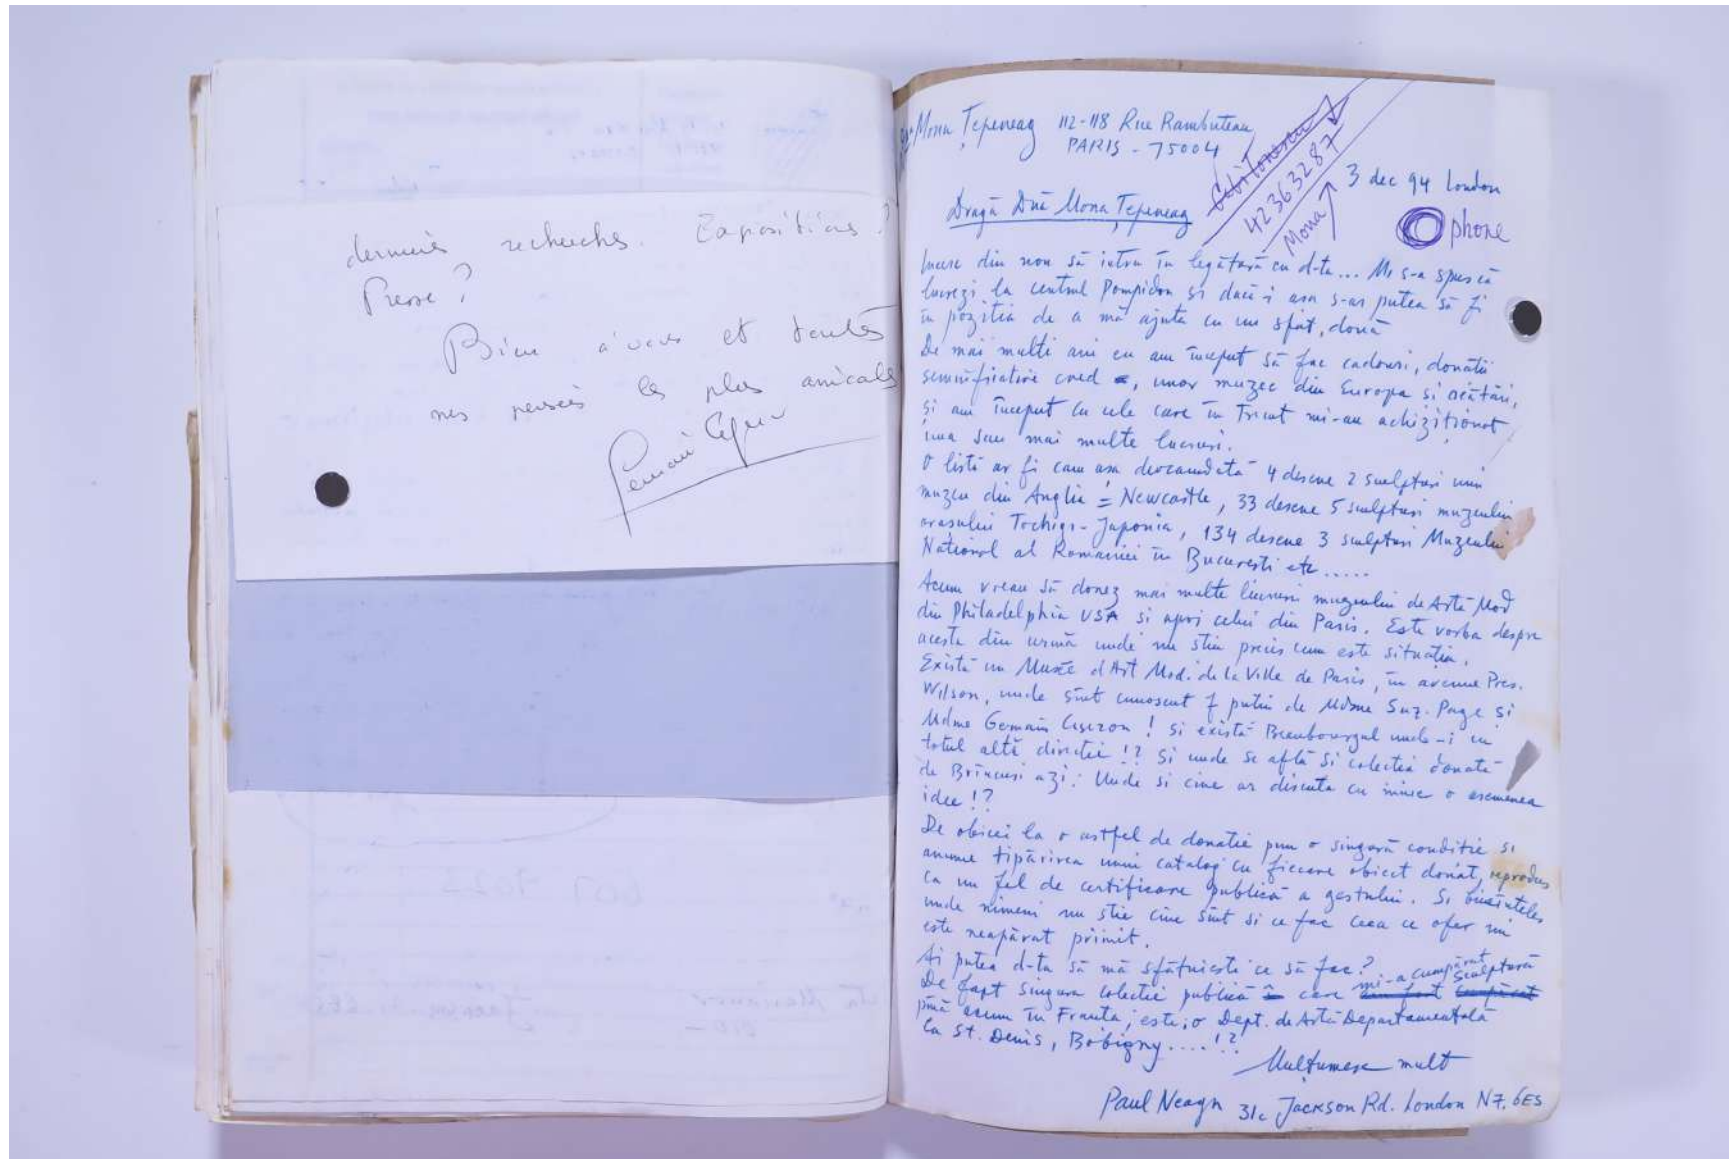 derniers recherches. Expositions?
Presse?
Bien à vous et toutes
mes pensées les plus amicales
Mona Țepeneag 112-118 Rue Rambuteau
PARIS - 75004
Gabi Ionescu
42363287
Mona
3 dec 94 London
phone
Dragă Dnă Mona Țepeneag
încerc din nou să intru în legătură cu d-ta... Mi s-a spus că
lucrezi la centrul Pompidou și dacă-i așa s-ar putea să fi
în poziția de a mă ajuta cu un sfat, două
De mai mulți ani eu am început să fac cadouri, donații
semnificative cred, unor muzee din Europa și aiëtări,
și am început cu cele care în trecut mi-au achiziționat
una sau mai multe lucruri.
O listă ar fi cam așa deocamdată 4 desene 2 sculpturi unui
muzeu din Anglia = Newcastle, 33 desene 5 sculpturi muzeului
orașului Tochigi-Japonia, 134 desene 3 sculpturi Muzeului
Național al Romaniei în București etc.....
Acum vreau să donez mai multe lucrări muzeului de Artă Mod
din Philadelphia USA și apoi celui din Paris. Este vorba despre
acesta din urmă unde nu știu precis cum este situația.
Există un Musée d'Art Mod. de la Ville de Paris, în avenue Pres.
Wilson, unde sînt cunoscut f puțin de Mdme Suz. Page și
Mdme Germain ! și există Beaubourgul unde-i cu
totul altă direcție !? și unde se află și colecția donată
de Brîncuși azi: Unde și cine ar discuta cu mine o asemenea
idee !?
De obicei la o astfel de donație pun o singură condiție și
anume tipărirea unui catalog cu fiecare obiect donat, reprodus
ca un fel de certificare publică a gestului. Si bineînțeles
unde nimeni nu știe cine sînt și ce fac ceea ce ofer nu
este neapărat primit.
Ai putea d-ta să mă sfătuiești ce să fac?
De fapt singura colecție publică care mi-a cumpărat sculptură
pînă acum în Franta, este, o Dept. de Artă Departamentală
la St. Denis, Bobigny....!?
Mulțumesc mult
Paul Neagu 31c Jackson Rd. London N7, 6ES